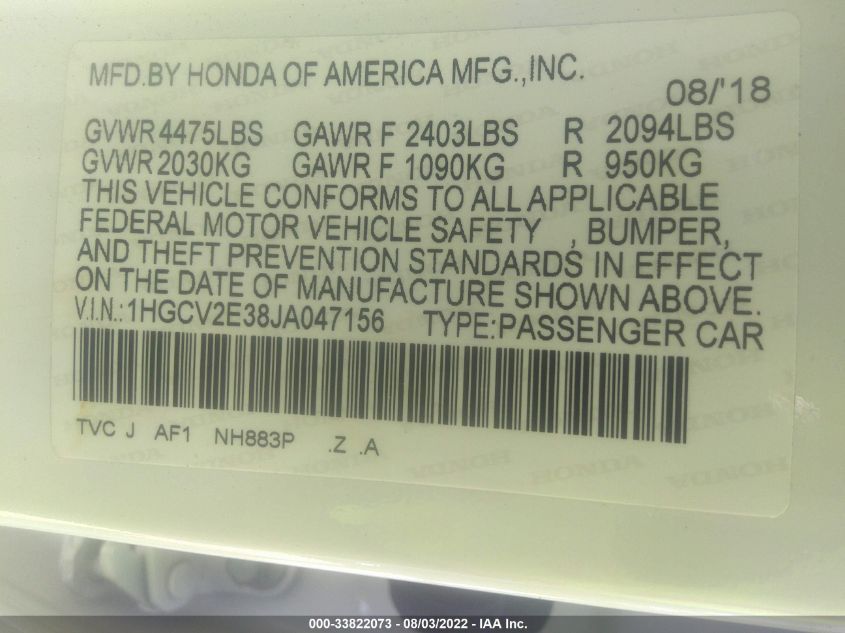 MFD.BY HONDA OF AMERICA MFG.,INC.
08/'18
GVWR 4475LBS GAWR F 2403LBS R 2094LBS
GVWR 2030KG GAWR F 1090KG R 950KG
THIS VEHICLE CONFORMS TO ALL APPLICABLE
FEDERAL MOTOR VEHICLE SAFETY , BUMPER,
AND THEFT PREVENTION STANDARDS IN EFFECT
ON THE DATE OF MANUFACTURE SHOWN ABOVE.
V.I.N.:1HGCV2E38JA047156 TYPE:PASSENGER CAR
TVC J AF1 NH883P .Z .A
HONDA HONDA HONDA
000-33822073 - 08/03/2022 - IAA Inc.